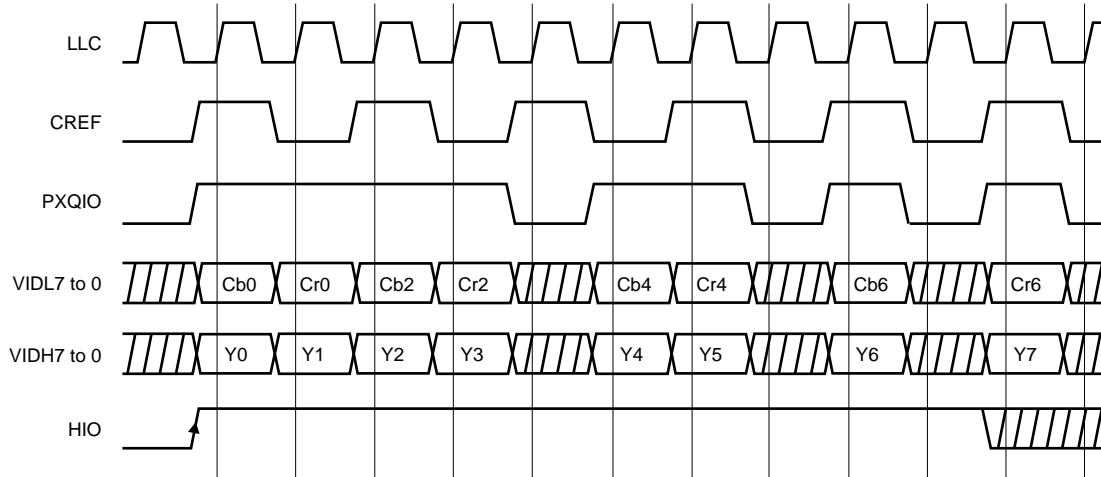 LLC
CREF
PXQIO
VIDL7 to 0 Cb0 Cr0 Cb2 Cr2 Cb4 Cr4 Cb6 Cr6
VIDH7 to 0 Y0 Y1 Y2 Y3 Y4 Y5 Y6 Y7
HIO